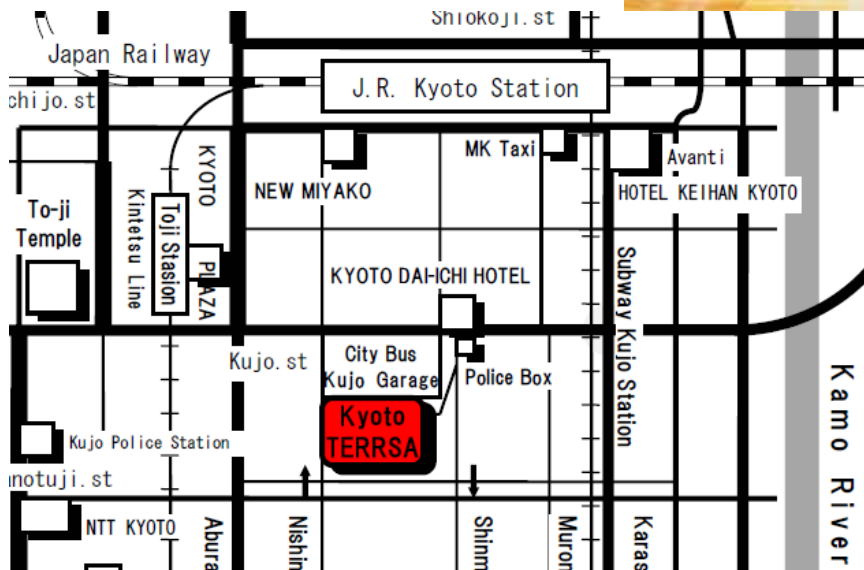 Shiokoji.st
Japan Railway
J.R. Kyoto Station
chijo.st
KYOTO
PLAZA
MK Taxi
Avanti
NEW MIYAKO
HOTEL KEIHAN KYOTO
To-ji
Temple
Kintetsu Line
Toji Stasion
KYOTO DAI-ICHI HOTEL
Subway Kujo Station
Kujo.st
City Bus
Kujo Garage
Police Box
Kamo River
Kyoto
TERRSA
Kujo Police Station
notuji.st
NTT KYOTO
Abura
Nishin
Shinm
Murom
Karas